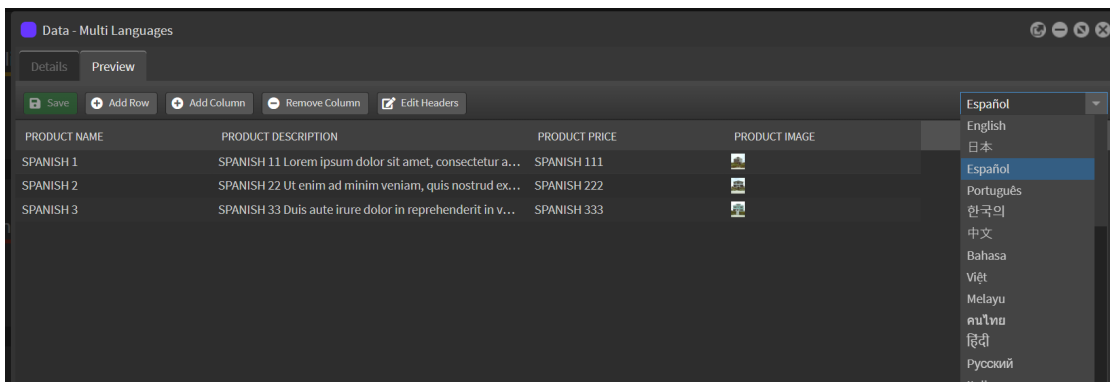 Data - Multi Languages
Details Preview
Save Add Row Add Column Remove Column Edit Headers Español
PRODUCT NAME PRODUCT DESCRIPTION PRODUCT PRICE PRODUCT IMAGE
SPANISH 1 SPANISH 11 Lorem ipsum dolor sit amet, consectetur a... SPANISH 111
SPANISH 2 SPANISH 22 Ut enim ad minim veniam, quis nostrud ex... SPANISH 222
SPANISH 3 SPANISH 33 Duis aute irure dolor in reprehenderit in v... SPANISH 333
English
日本
Español
Português
한국의
中文
Bahasa
Việt
Melayu
คนไทย
हिंदी
Русский